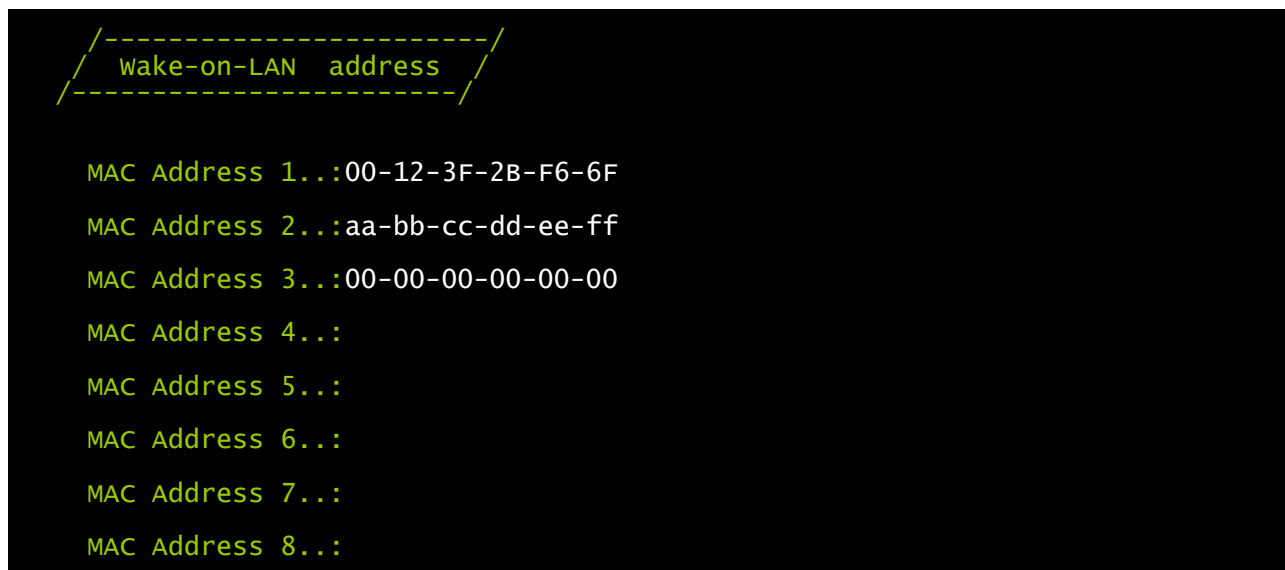 /------------------------/
/ Wake-on-LAN address /
/------------------------/
MAC Address 1..:00-12-3F-2B-F6-6F
MAC Address 2..:aa-bb-cc-dd-ee-ff
MAC Address 3..:00-00-00-00-00-00
MAC Address 4..:
MAC Address 5..:
MAC Address 6..:
MAC Address 7..:
MAC Address 8..: